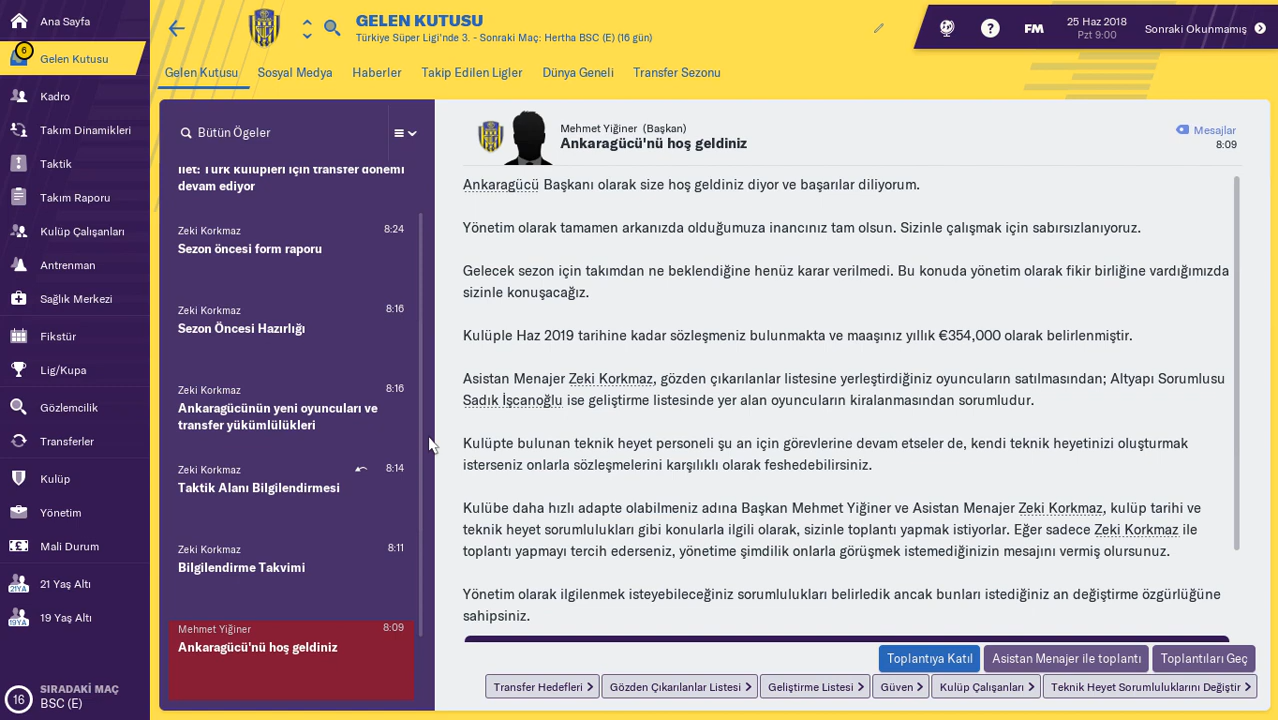 Ana Sayfa
6
Gelen Kutusu
Kadro
Takım Dinamikleri
Taktik
Takım Raporu
Kulüp Çalışanları
Antrenman
Sağlık Merkezi
Fikstür
Lig/Kupa
Gözlemcilik
Transferler
Kulüp
Yönetim
Mali Durum
21YA
21 Yaş Altı
19YA
19 Yaş Altı
16
SIRADAKİ MAÇ
BSC (E)
GELEN KUTUSU
Türkiye Süper Ligi'nde 3. - Sonraki Maç: Hertha BSC (E) (16 gün)
FM
25 Haz 2018
Pzt 9:00
Sonraki Okunmamış
Gelen Kutusu
Sosyal Medya
Haberler
Takip Edilen Ligler
Dünya Geneli
Transfer Sezonu
Bütün Ögeler
İlet: Türk kulüpleri için transfer dönemi
devam ediyor
Zeki Korkmaz 8:24
Sezon öncesi form raporu
Zeki Korkmaz 8:16
Sezon Öncesi Hazırlığı
Zeki Korkmaz 8:16
Ankaragücünün yeni oyuncuları ve
transfer yükümlülükleri
Zeki Korkmaz 8:14
Taktik Alanı Bilgilendirmesi
Zeki Korkmaz 8:11
Bilgilendirme Takvimi
Mehmet Yiğiner 8:09
Ankaragücü'nü hoş geldiniz
Mehmet Yiğiner (Başkan)
Ankaragücü'nü hoş geldiniz
Mesajlar
8:09
Ankaragücü Başkanı olarak size hoş geldiniz diyor ve başarılar diliyorum.
Yönetim olarak tamamen arkanızda olduğumuza inancınız tam olsun. Sizinle çalışmak için sabırsızlanıyoruz.
Gelecek sezon için takımdan ne beklendiğine henüz karar verilmedi. Bu konuda yönetim olarak fikir birliğine vardığımızda
sizinle konuşacağız.
Kulüple Haz 2019 tarihine kadar sözleşmeniz bulunmakta ve maaşınız yıllık €354,000 olarak belirlenmiştir.
Asistan Menajer Zeki Korkmaz, gözden çıkarılanlar listesine yerleştirdiğiniz oyuncuların satılmasından; Altyapı Sorumlusu
Sadık İşcanoğlu ise geliştirme listesinde yer alan oyuncuların kiralanmasından sorumludur.
Kulüpte bulunan teknik heyet personeli şu an için görevlerine devam etseler de, kendi teknik heyetinizi oluşturmak
isterseniz onlarla sözleşmelerini karşılıklı olarak feshedebilirsiniz.
Kulübe daha hızlı adapte olabilmeniz adına Başkan Mehmet Yiğiner ve Asistan Menajer Zeki Korkmaz, kulüp tarihi ve
teknik heyet sorumlulukları gibi konularla ilgili olarak, sizinle toplantı yapmak istiyorlar. Eğer sadece Zeki Korkmaz ile
toplantı yapmayı tercih ederseniz, yönetime şimdilik onlarla görüşmek istemediğinizin mesajını vermiş olursunuz.
Yönetim olarak ilgilenmek isteyebileceğiniz sorumlulukları belirledik ancak bunları istediğiniz an değiştirme özgürlüğüne
sahipsiniz.
Toplantıya Katıl
Asistan Menajer ile toplantı
Toplantıları Geç
Transfer Hedefleri
Gözden Çıkarılanlar Listesi
Geliştirme Listesi
Güven
Kulüp Çalışanları
Teknik Heyet Sorumluluklarını Değiştir